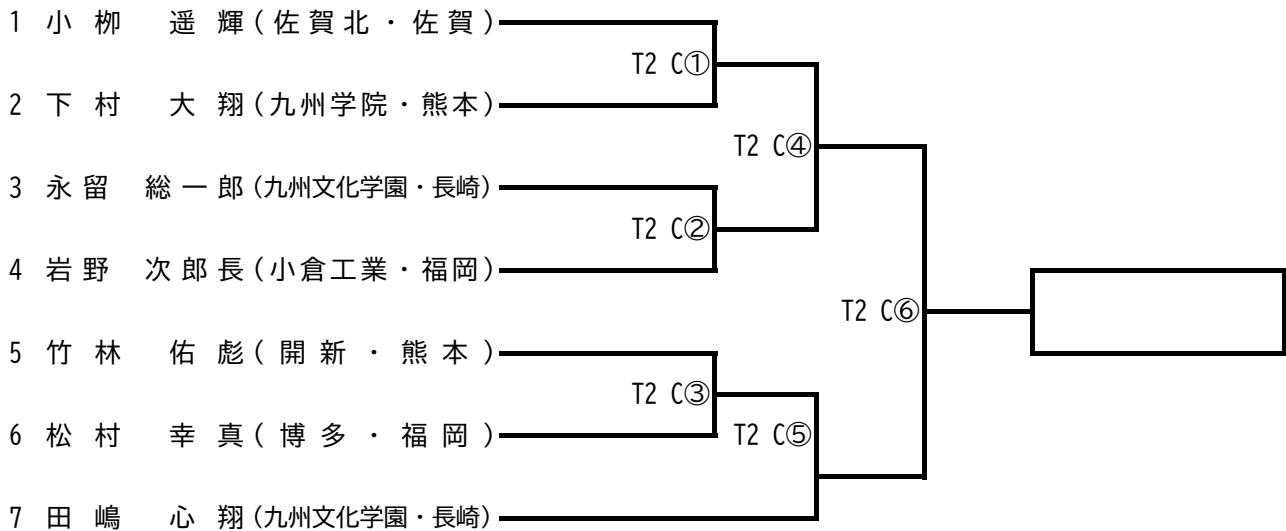 1 小栁 遥輝(佐賀北・佐賀)
T2 C①
2 下村 大翔(九州学院・熊本)
T2 C④
3 永留 総一郎(九州文化学園・長崎)
T2 C②
4 岩野 次郎長(小倉工業・福岡)
T2 C⑥
5 竹林 佑彪(開新・熊本)
T2 C③
6 松村 幸真(博多・福岡)
T2 C⑤
7 田嶋 心翔(九州文化学園・長崎)